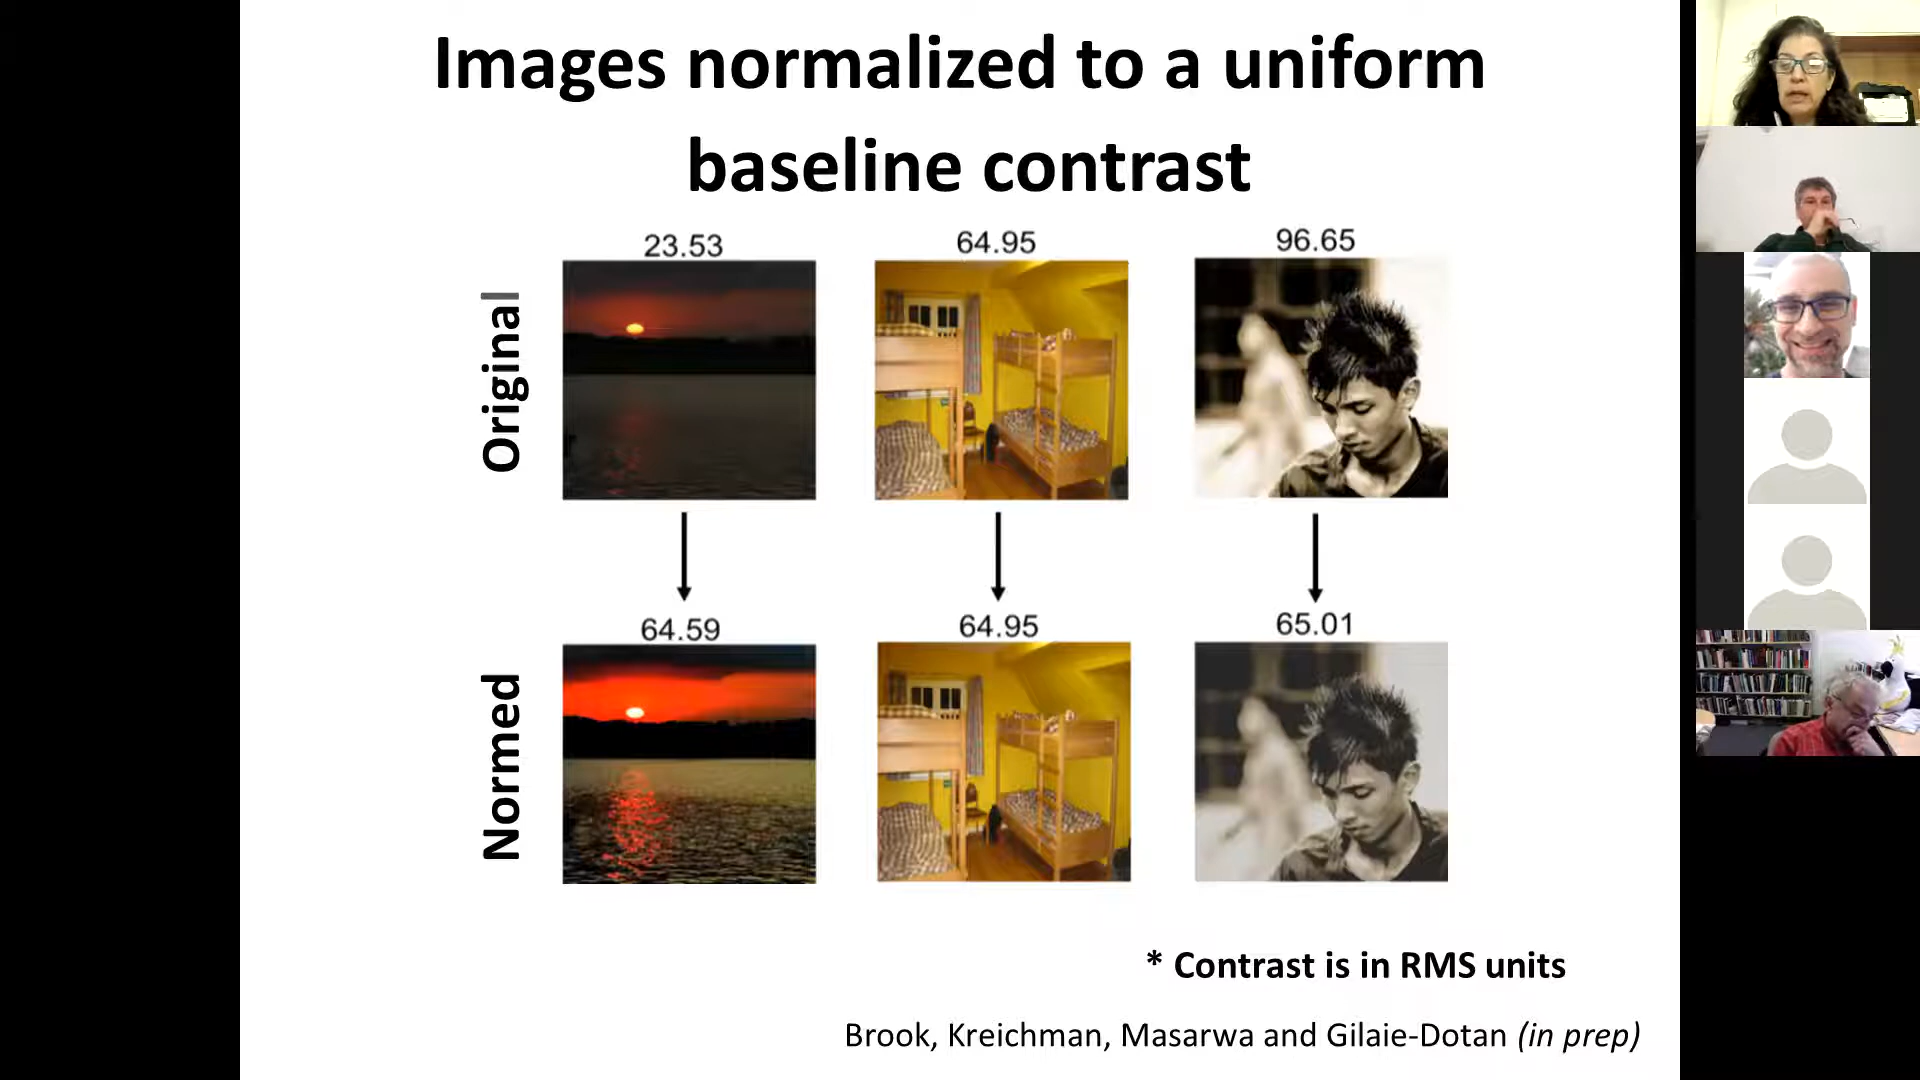 Images normalized to a uniform
baseline contrast
23.53 64.95 96.65
Original
64.59 64.95 65.01
Normed
* Contrast is in RMS units
Brook, Kreichman, Masarwa and Gilaie-Dotan (in prep)